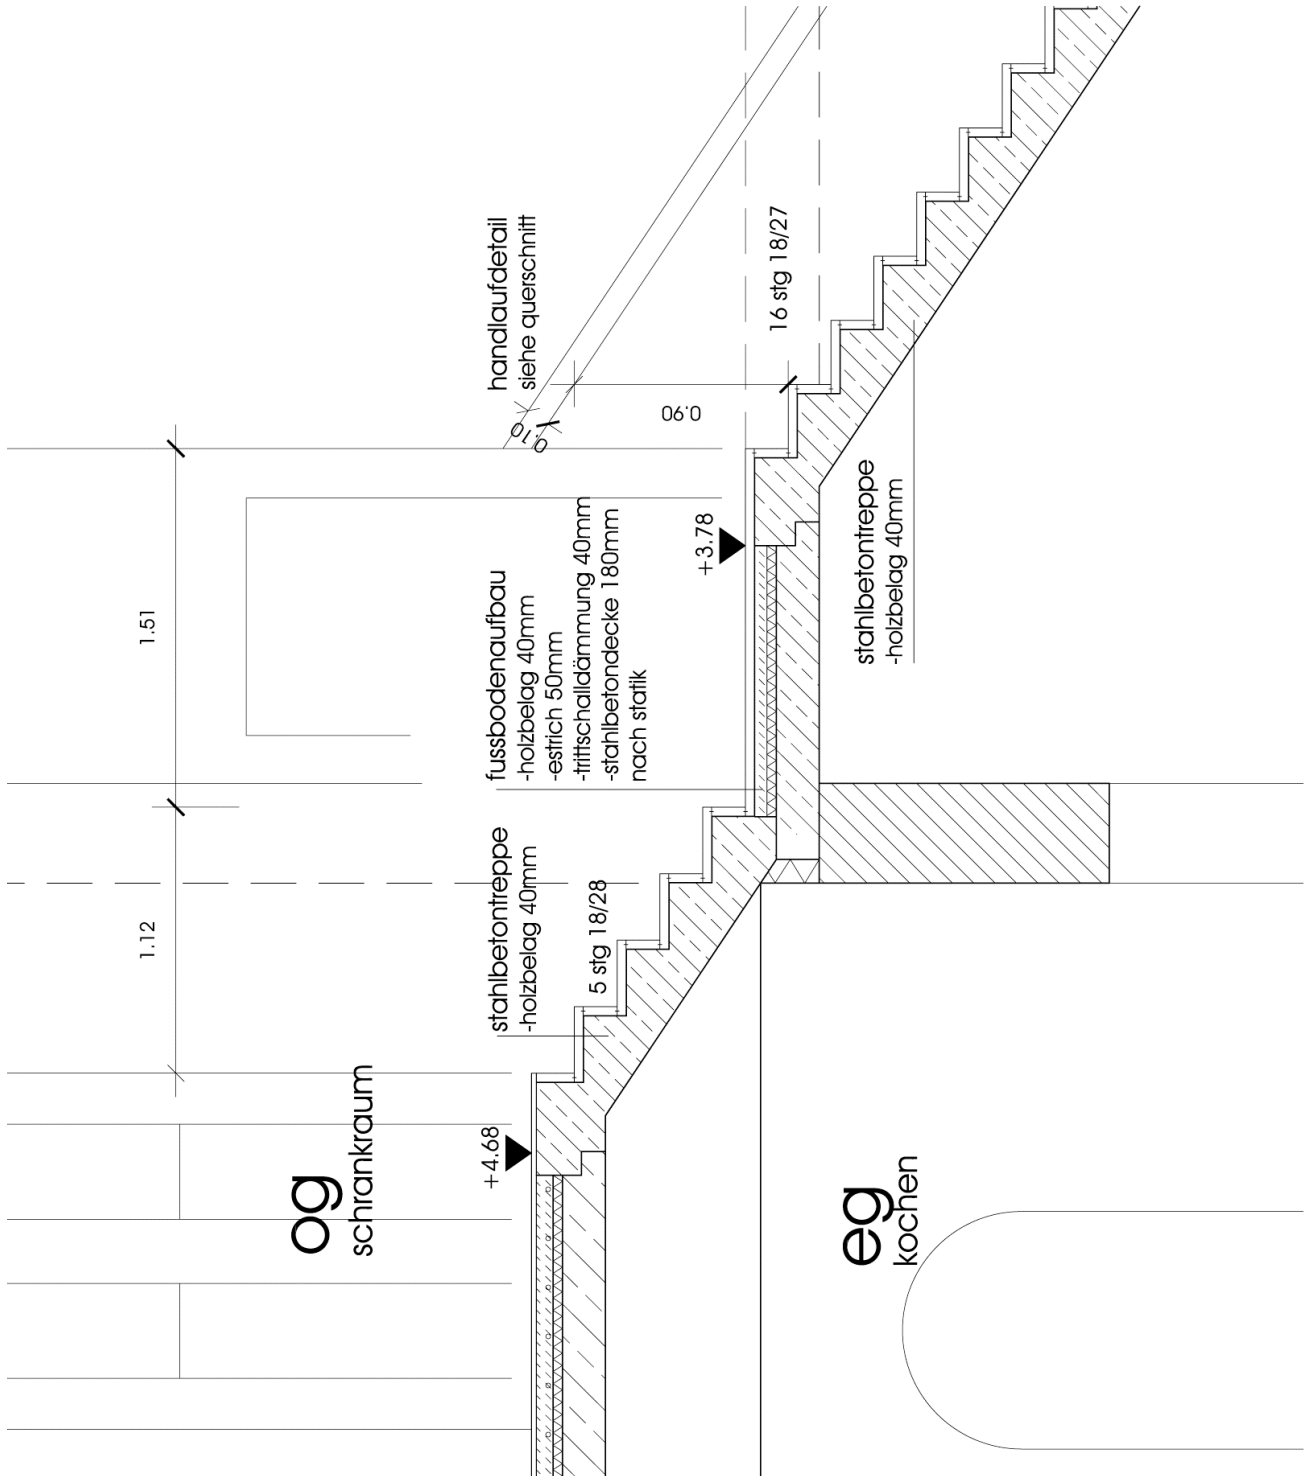 og
schrankraum
+4.68
1.12
1.51
stahlbetontreppe
-holzbelag 40mm
5 stg 18/28
fussbodenaufbau
-holzbelag 40mm
-estrich 50mm
-trittschalldämmung 40mm
-stahlbetondecke 180mm
nach statik
+3.78
handlaufdetail
siehe querschnitt
0.10
0.90
16 stg 18/27
stahlbetontreppe
-holzbelag 40mm
eg
kochen